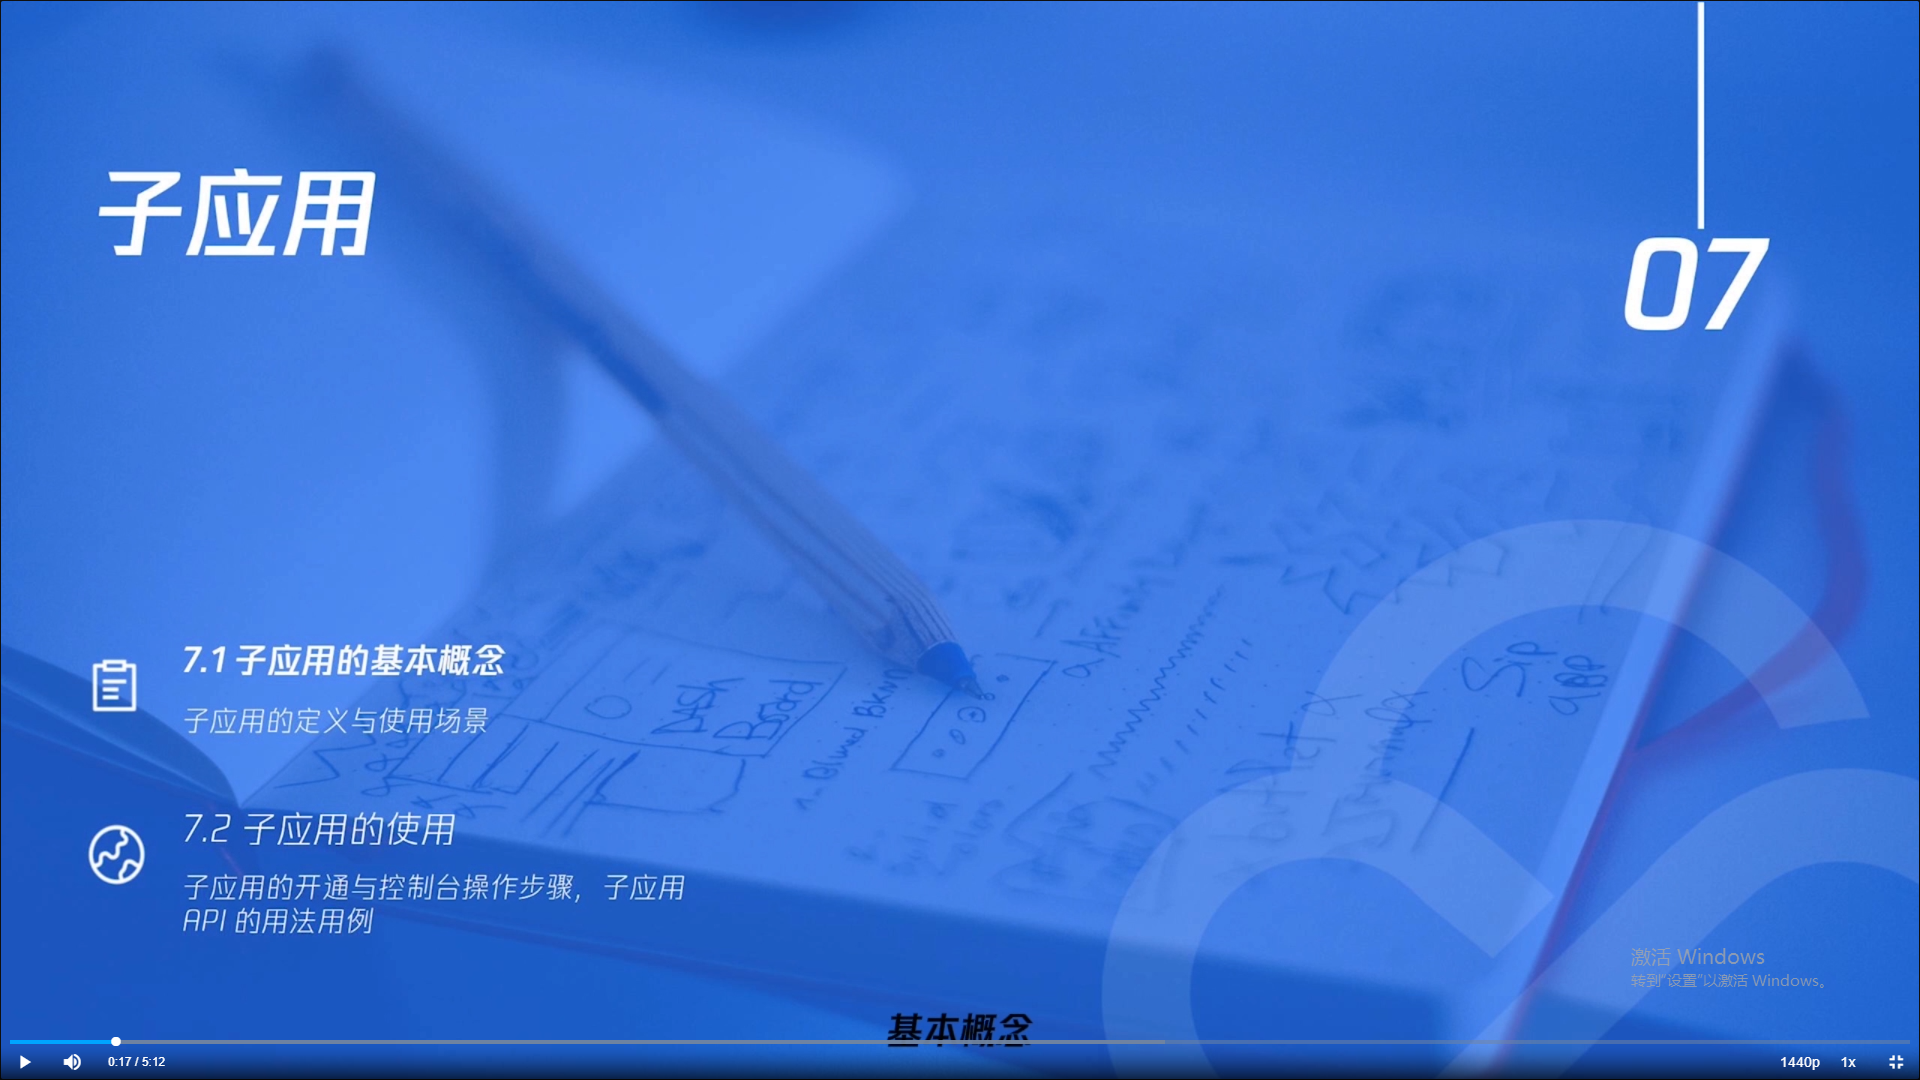 子应用
07
7.1 子应用的基本概念
子应用的定义与使用场景
7.2 子应用的使用
子应用的开通与控制台操作步骤，子应用
API 的用法用例
Dash
Board
Sip
app
激活 Windows
转到“设置”以激活 Windows。
基本概念
0:17 / 5:12
1440p
1x